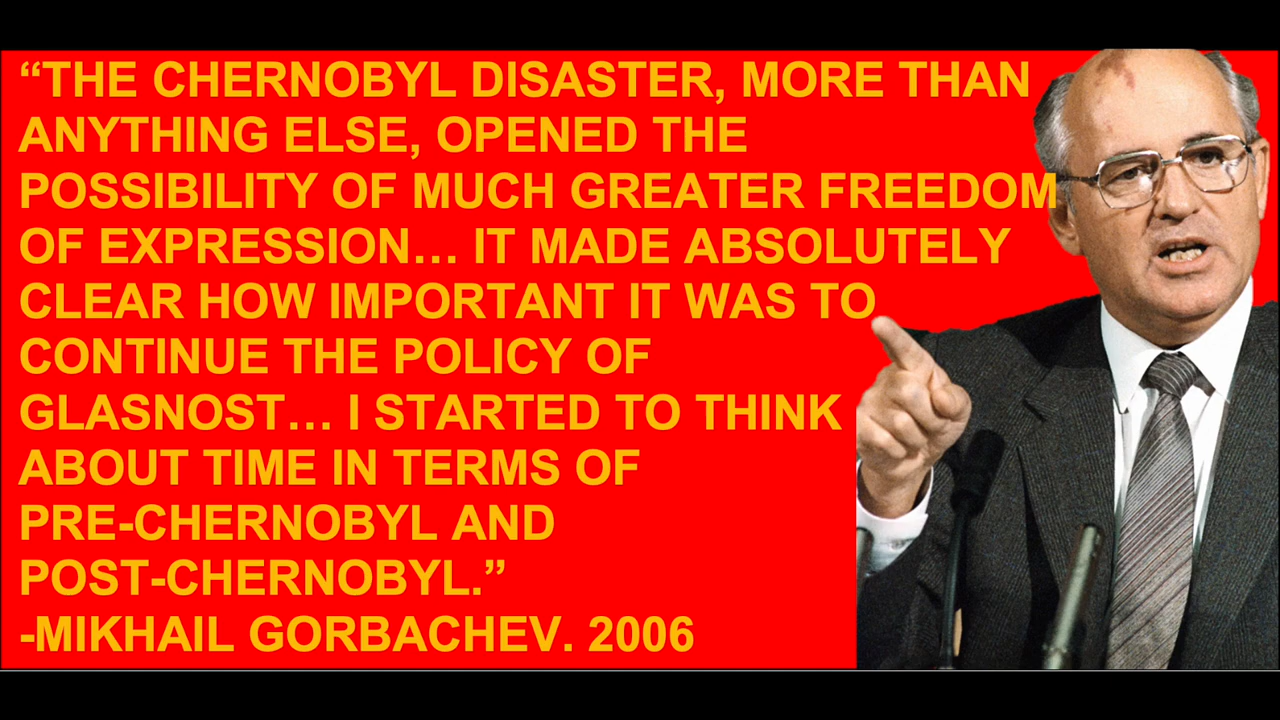 “THE CHERNOBYL DISASTER, MORE THAN
ANYTHING ELSE, OPENED THE
POSSIBILITY OF MUCH GREATER FREEDOM
OF EXPRESSION… IT MADE ABSOLUTELY
CLEAR HOW IMPORTANT IT WAS TO
CONTINUE THE POLICY OF
GLASNOST… I STARTED TO THINK
ABOUT TIME IN TERMS OF
PRE-CHERNOBYL AND
POST-CHERNOBYL.”
-MIKHAIL GORBACHEV. 2006